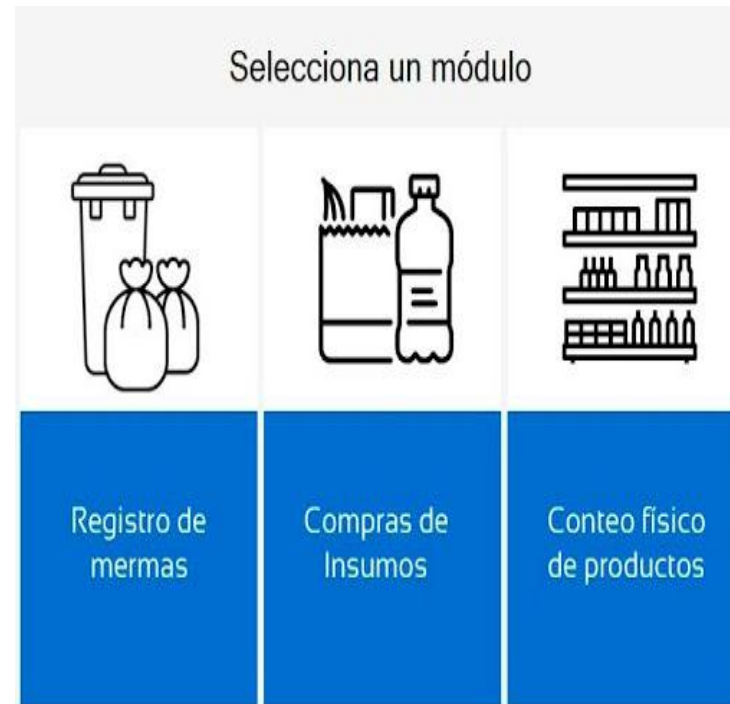 Selecciona un módulo
Registro de
mermas
Compras de
Insumos
Conteo físico
de productos